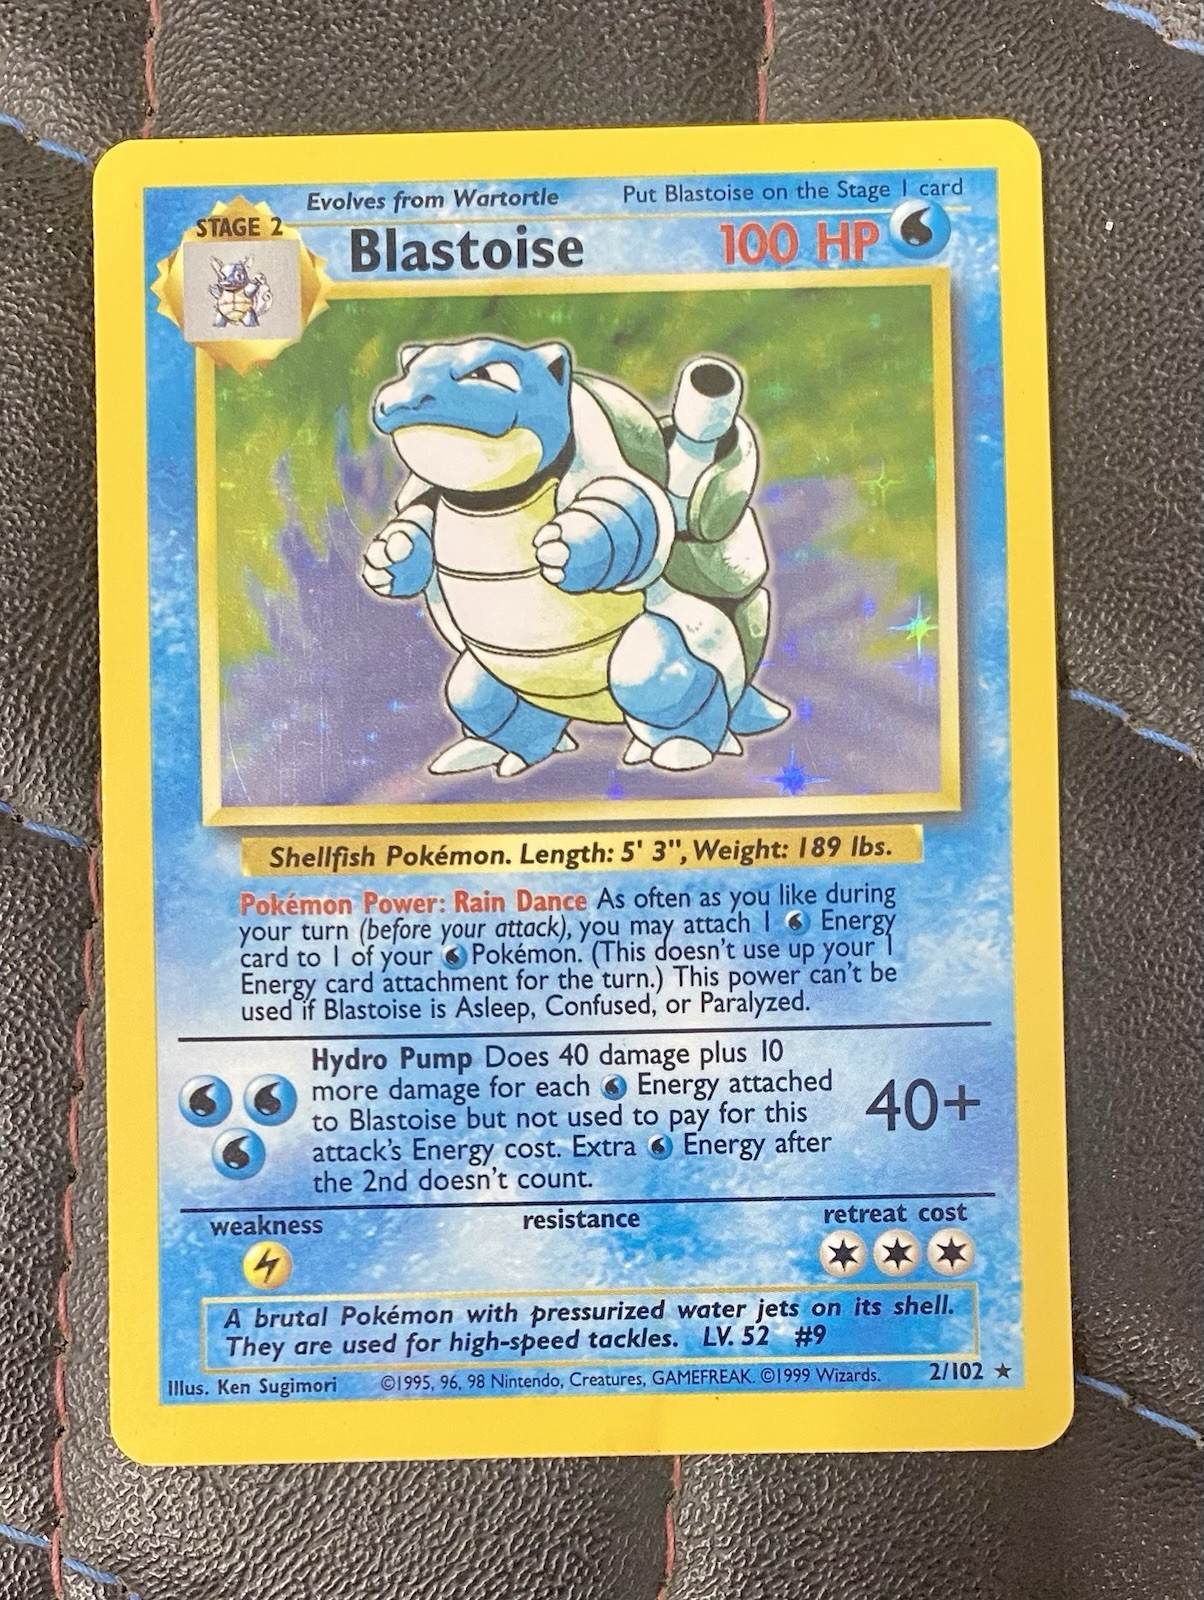 Evolves from Wartortle
Put Blastoise on the Stage 1 card
STAGE 2
Blastoise
100 HP
Shellfish Pokémon. Length: 5' 3", Weight: 189 lbs.
Pokémon Power: Rain Dance As often as you like during
your turn (before your attack), you may attach 1 Energy
card to 1 of your Pokémon. (This doesn't use up your 1
Energy card attachment for the turn.) This power can't be
used if Blastoise is Asleep, Confused, or Paralyzed.
Hydro Pump Does 40 damage plus 10
more damage for each Energy attached
to Blastoise but not used to pay for this
attack's Energy cost. Extra Energy after
the 2nd doesn't count.
40+
weakness
resistance
retreat cost
A brutal Pokémon with pressurized water jets on its shell.
They are used for high-speed tackles. LV. 52 #9
Illus. Ken Sugimori
©1995, 96, 98 Nintendo, Creatures, GAMEFREAK. ©1999 Wizards.
2/102 ★